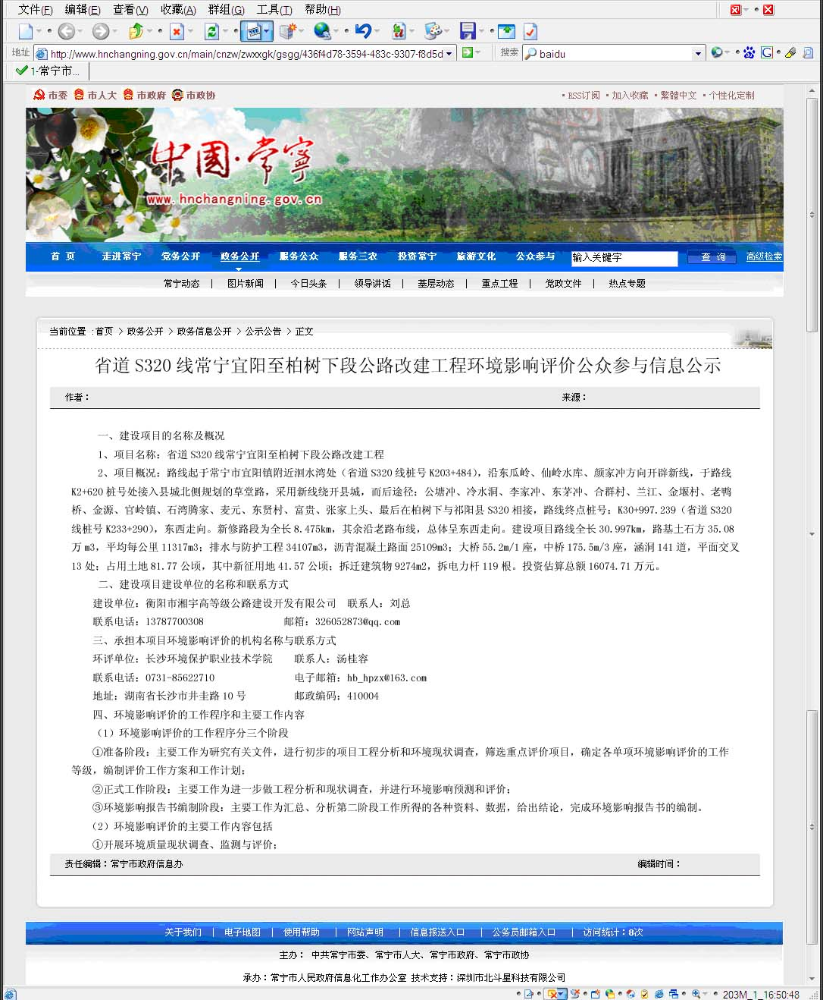 文件(F) 编辑(E) 查看(V) 收藏(A) 群组(G) 工具(T) 帮助(H)
地址 http://www.hnchangning.gov.cn/main/cnzw/zwxxgk/gsgg/436f4d78-3594-483c-9307-f8d5d 搜索 baidu
1-常宁市...
市委 市人大 市政府 市政协 ▪ RSS订阅 ▪ 加入收藏 ▪ 繁體中文 ▪ 个性化定制
中國·常寧
www.hnchangning.gov.cn
首 页 走进常宁 党务公开 政务公开 服务公众 服务三农 投资常宁 旅游文化 公众参与 输入关键字 查 询 高级检索
常宁动态 | 图片新闻 | 今日头条 | 领导讲话 | 基层动态 | 重点工程 | 党政文件 | 热点专题
当前位置 :首页 > 政务公开 > 政务信息公开 > 公示公告 > 正文
省道 S320 线常宁宜阳至柏树下段公路改建工程环境影响评价公众参与信息公示
作者： 来源：
一、建设项目的名称及概况
1、项目名称：省道 S320 线常宁宜阳至柏树下段公路改建工程
2、项目概况：路线起于常宁市宜阳镇附近洄水湾处（省道 S320 线桩号 K203+484），沿东瓜岭、仙岭水库、颜家冲方向开辟新线，于路线
K2+620 桩号处接入县城北侧规划的草堂路，采用新线绕开县城，而后途径：公塘冲、冷水洞、李家冲、东茅冲、合群村、兰江、金堰村、老鸭
桥、金源、官岭镇、石湾腾家、麦元、东贤村、富贵、张家上头、最后在柏树下与祁阳县 S320 相接，路线终点桩号：K30+997.239（省道 S320
线桩号 K233+290），东西走向。新修路段为全长 8.475km，其余沿老路布线，总体呈东西走向。建设项目路线全长 30.997km，路基土石方 35.08
万 m3，平均每公里 11317m3；排水与防护工程 34107m3，沥青混凝土路面 25109m3；大桥 55.2m/1 座，中桥 175.5m/3 座，涵洞 141 道，平面交叉
13 处；占用土地 81.77 公顷，其中新征用地 41.57 公顷；拆迁建筑物 9274m2，拆电力杆 119 根。投资估算总额 16074.71 万元。
二、建设项目建设单位的名称和联系方式
建设单位：衡阳市湘宇高等级公路建设开发有限公司 联系人：刘总
联系电话：13787700308 邮箱：326052873@qq.com
三、承担本项目环境影响评价的机构名称与联系方式
环评单位：长沙环境保护职业技术学院 联系人：汤桂容
联系电话：0731-85622710 电子邮箱：hb_hpzx@163.com
地址：湖南省长沙市井圭路 10 号 邮政编码：410004
四、环境影响评价的工作程序和主要工作内容
（1）环境影响评价的工作程序分三个阶段
①准备阶段：主要工作为研究有关文件，进行初步的项目工程分析和环境现状调查，筛选重点评价项目，确定各单项环境影响评价的工作
等级，编制评价工作方案和工作计划；
②正式工作阶段：主要工作为进一步做工程分析和现状调查，并进行环境影响预测和评价；
③环境影响报告书编制阶段：主要工作为汇总、分析第二阶段工作所得的各种资料、数据，给出结论，完成环境影响报告书的编制。
（2）环境影响评价的主要工作内容包括
①开展环境质量现状调查、监测与评价；
责任编辑：常宁市政府信息办 编辑时间：
关于我们 | 电子地图 | 使用帮助 | 网站声明 | 信息报送入口 | 公务员邮箱入口 | 访问统计：8次
主办： 中共常宁市委、常宁市人大、常宁市政府、常宁市政协
承办：常宁市人民政府信息化工作办公室 技术支持：深圳市北斗星科技有限公司
203M_1_16:50:48